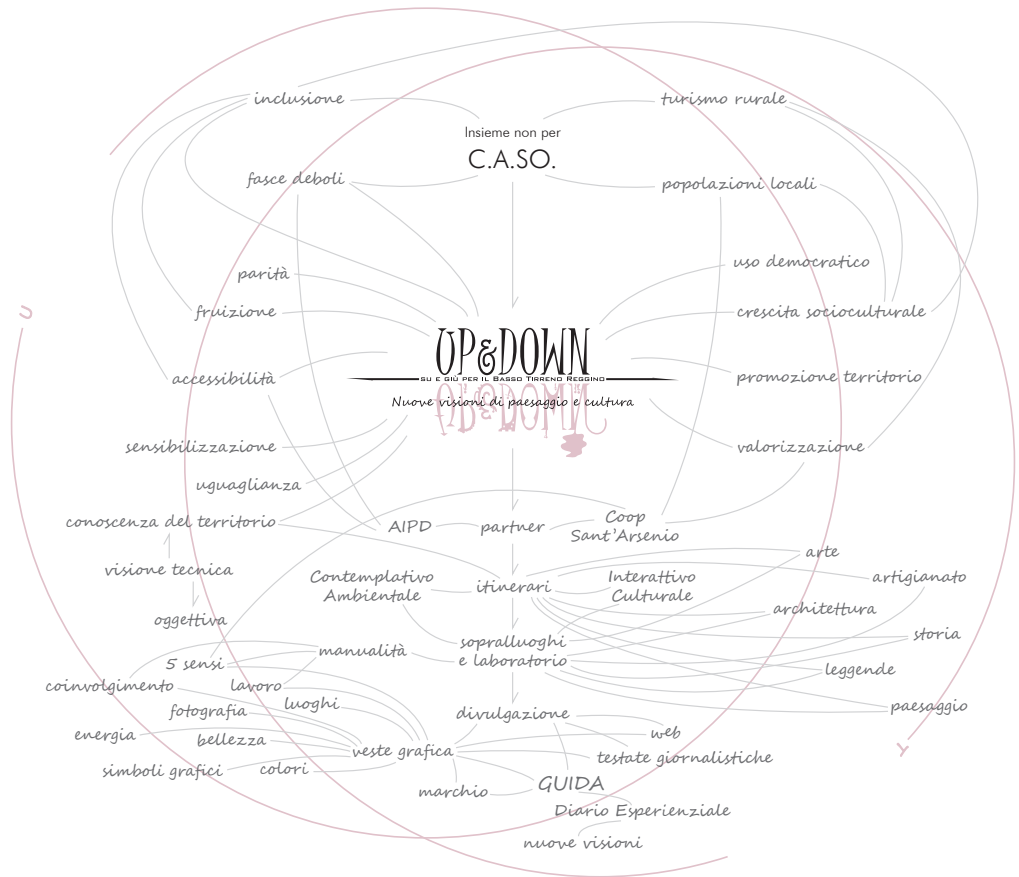 inclusione
turismo rurale
Insieme non per
C.A.SO.
fasce deboli
popolazioni locali
uso democratico
parità
fruizione
crescita socioculturale
U
UP&DOWN
su e giù per il Basso Tirreno Reggino
accessibilità
promozione territorio
Nuove visioni di paesaggio e cultura
UP&DOWN
sensibilizzazione
valorizzazione
uguaglianza
conoscenza del territorio
AIPD
partner
Coop
Sant'Arsenio
arte
visione tecnica
Contemplativo
Ambientale
itinerari
Interattivo
Culturale
artigianato
oggettiva
architettura
sopralluoghi
e laboratorio
storia
manualità
5 sensi
leggende
coinvolgimento
lavoro
luoghi
paesaggio
fotografia
divulgazione
energia
bellezza
web
veste grafica
testate giornalistiche
simboli grafici
colori
marchio
GUIDA
Diario Esperienziale
nuove visioni